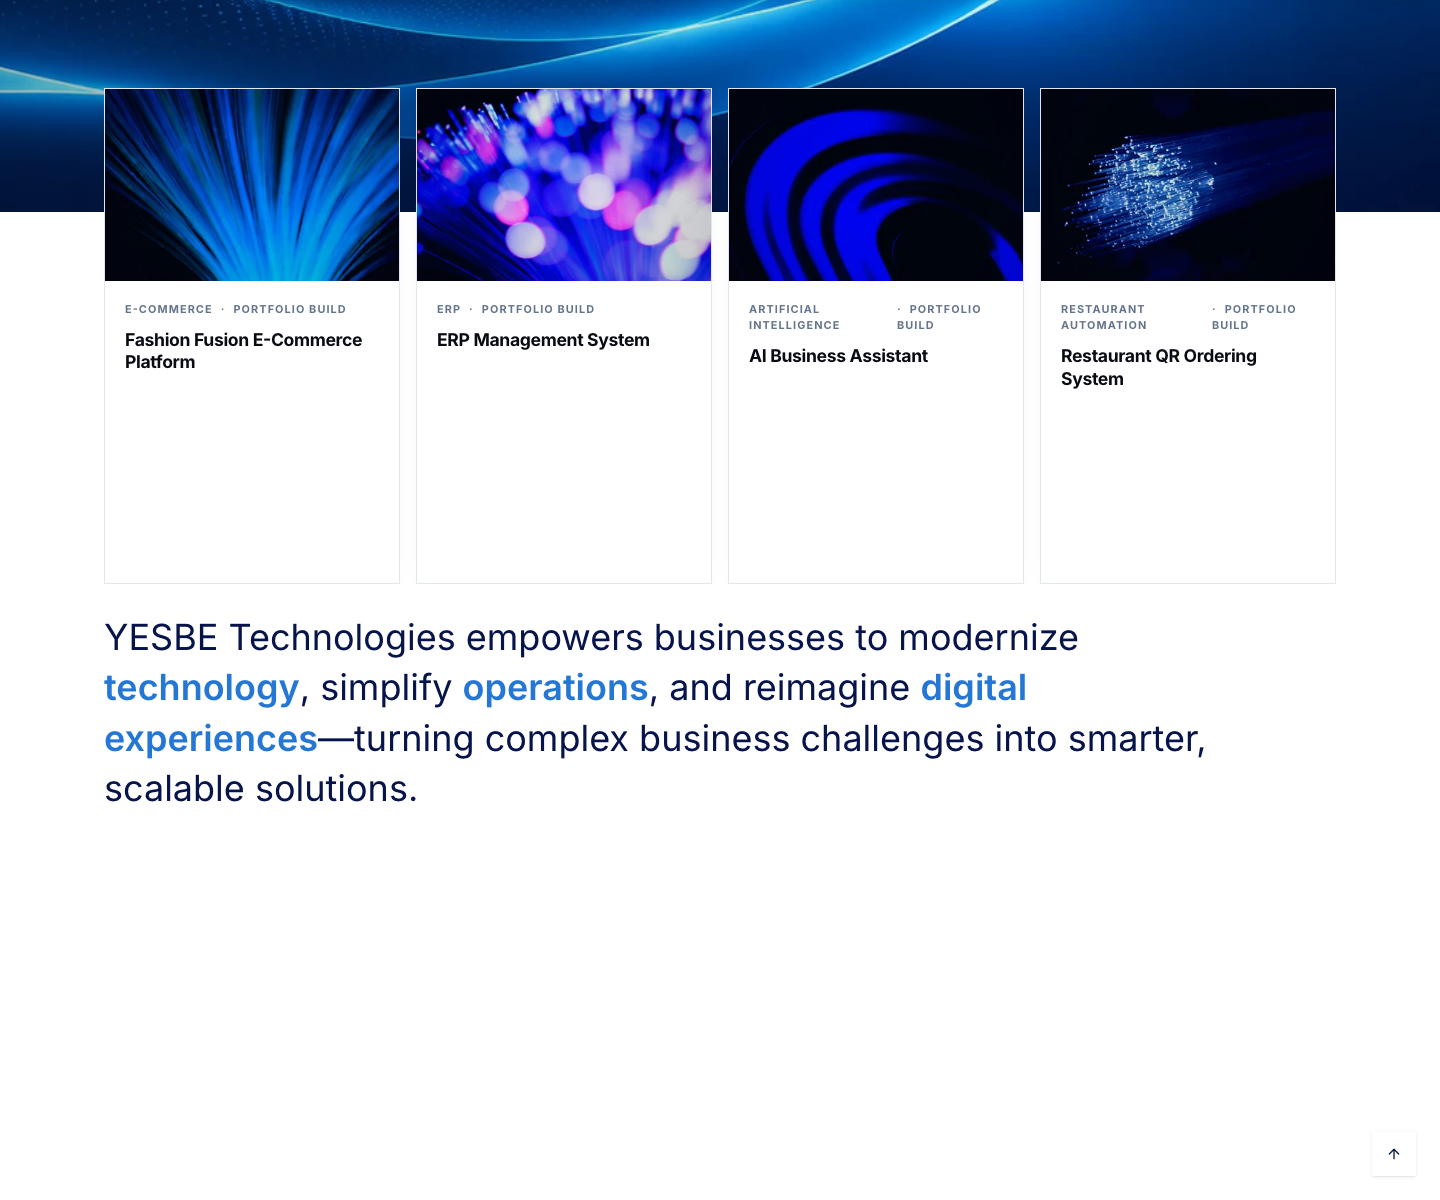 E-COMMERCE · PORTFOLIO BUILD
Fashion Fusion E-Commerce
Platform
ERP · PORTFOLIO BUILD
ERP Management System
ARTIFICIAL · PORTFOLIO
INTELLIGENCE BUILD
AI Business Assistant
RESTAURANT · PORTFOLIO
AUTOMATION BUILD
Restaurant QR Ordering
System
YESBE Technologies empowers businesses to modernize
technology, simplify operations, and reimagine digital
experiences—turning complex business challenges into smarter,
scalable solutions.